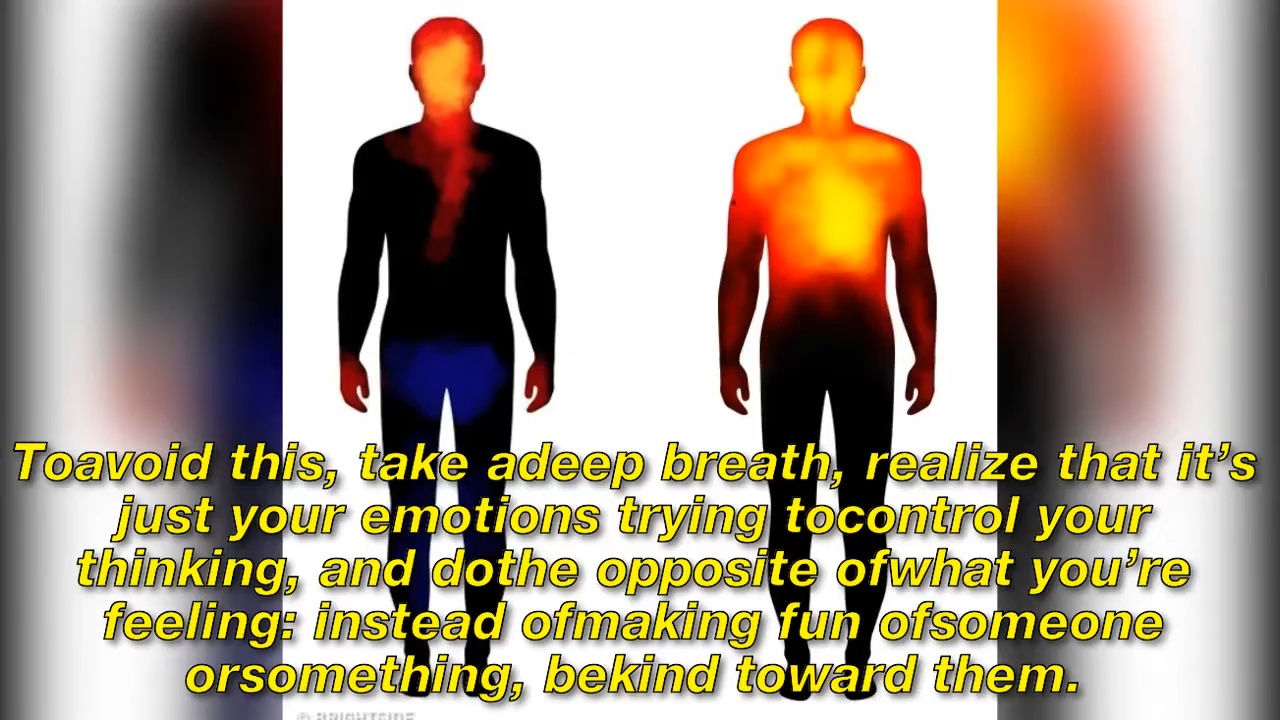 Toavoid this, take adeep breath, realize that it’s
just your emotions trying tocontrol your
thinking, and dothe opposite ofwhat you’re
feeling: instead ofmaking fun ofsomeone
orsomething, bekind toward them.
© BRIGHTSIDE